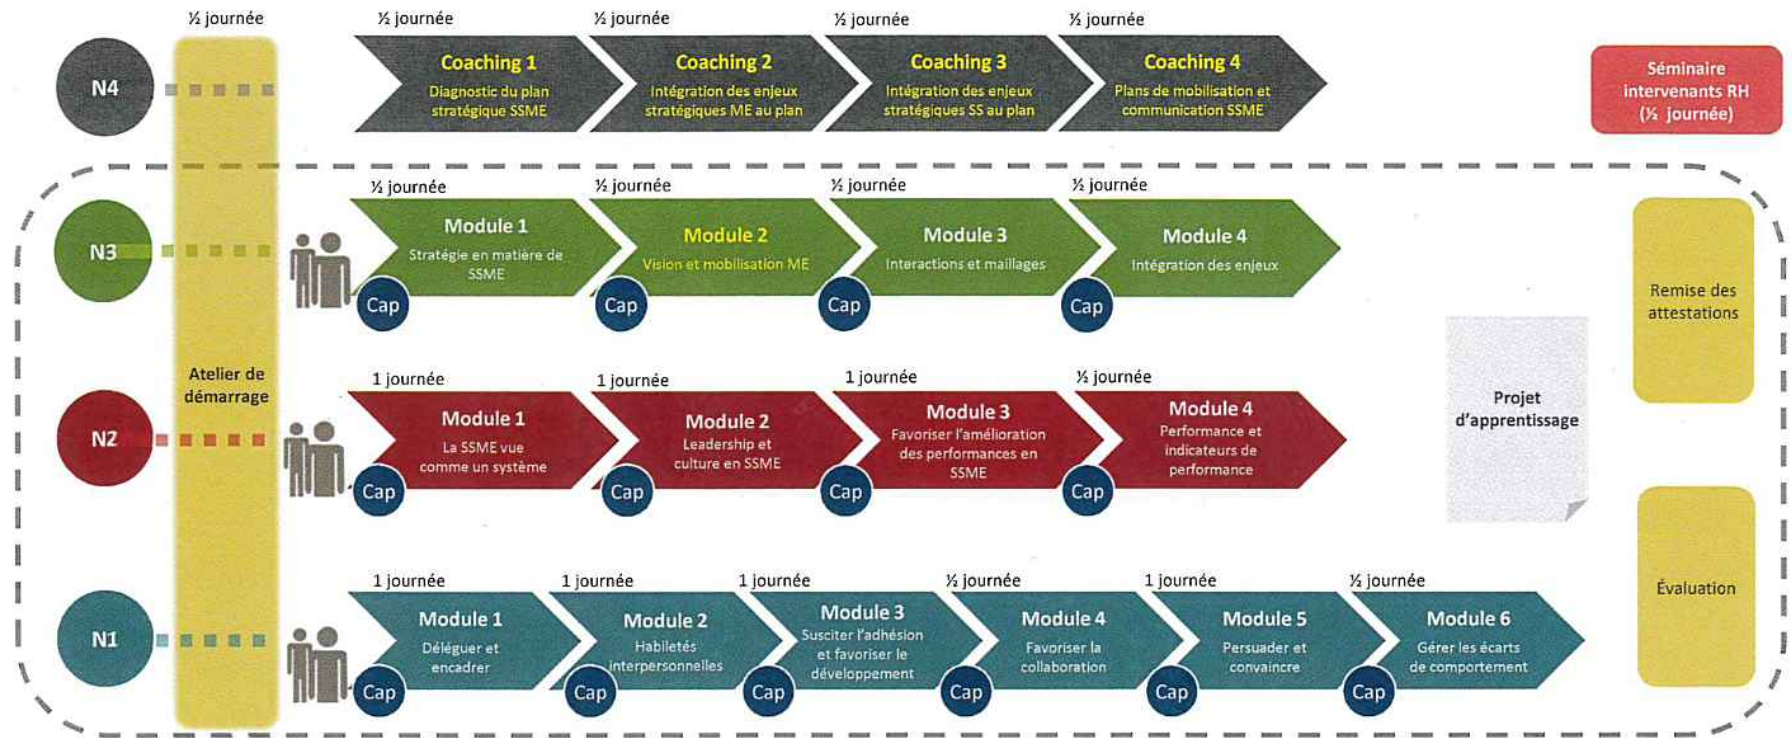 ½ journée
½ journée
½ journée
½ journée
½ journée
N4
Coaching 1
Diagnostic du plan
stratégique SSME
Coaching 2
Intégration des enjeux
stratégiques ME au plan
Coaching 3
Intégration des enjeux
stratégiques SS au plan
Coaching 4
Plans de mobilisation et
communication SSME
Séminaire
intervenants RH
(½ journée)
½ journée
½ journée
½ journée
½ journée
N3
Module 1
Stratégie en matière de
SSME
Module 2
Vision et mobilisation ME
Module 3
Interactions et maillages
Module 4
Intégration des enjeux
Cap
Cap
Cap
Cap
Remise des
attestations
Atelier de
démarrage
1 journée
1 journée
1 journée
½ journée
N2
Module 1
La SSME vue
comme un système
Module 2
Leadership et
culture en SSME
Module 3
Favoriser l'amélioration
des performances en
SSME
Module 4
Performance et
indicateurs de
performance
Cap
Cap
Cap
Cap
Projet
d'apprentissage
1 journée
1 journée
1 journée
½ journée
1 journée
½ journée
N1
Module 1
Déléguer et
encadrer
Module 2
Habiletés
interpersonnelles
Module 3
Susciter l'adhésion
et favoriser le
développement
Module 4
Favoriser la
collaboration
Module 5
Persuader et
convaincre
Module 6
Gérer les écarts
de comportement
Cap
Cap
Cap
Cap
Cap
Cap
Évaluation